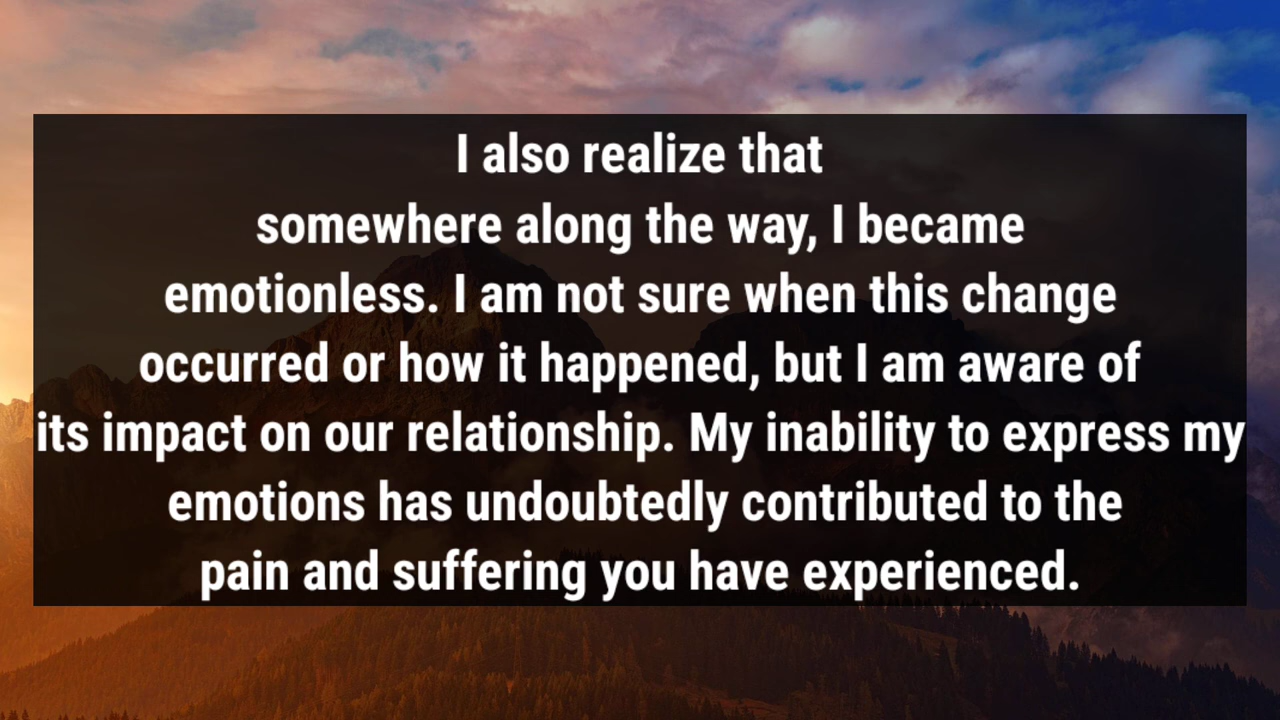 I also realize that
somewhere along the way, I became
emotionless. I am not sure when this change
occurred or how it happened, but I am aware of
its impact on our relationship. My inability to express my
emotions has undoubtedly contributed to the
pain and suffering you have experienced.